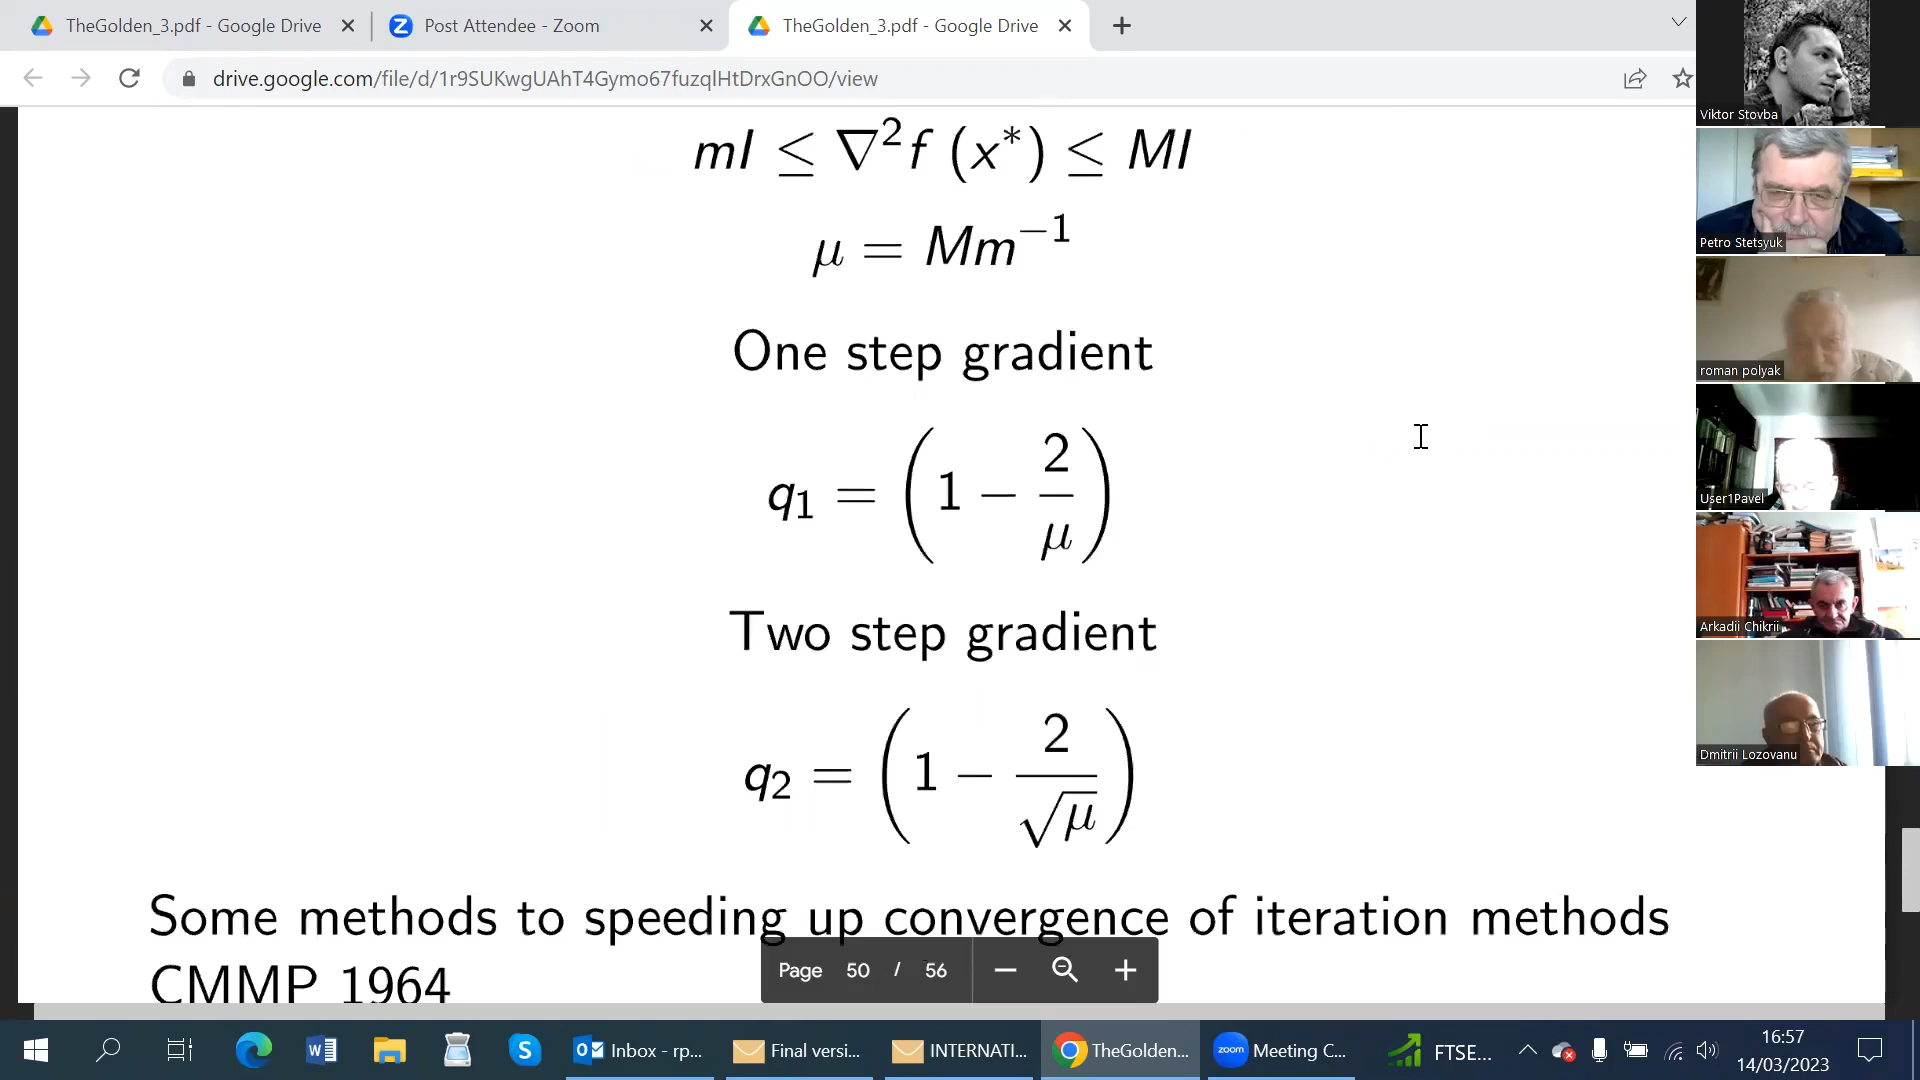 TheGolden_3.pdf - Google Drive
Post Attendee - Zoom
TheGolden_3.pdf - Google Drive
drive.google.com/file/d/1r9SUKwgUAhT4Gymo67fuzqlHtDrxGnOO/view
mI ≤ ∇²f (x*) ≤ MI
μ = Mm⁻¹
One step gradient
q₁ = (1 − 2/μ)
Two step gradient
q₂ = (1 − 2/√μ)
Some methods to speeding up convergence of iteration methods
CMMP 1964
Page 50 / 56
Viktor Stovba
Petro Stetsyuk
roman polyak
User1Pavel
Arkadii Chikrii
Dmitrii Lozovanu
Inbox - rp...
Final versi...
INTERNATI...
TheGolden...
zoom
Meeting C...
FTSE...
16:57
14/03/2023